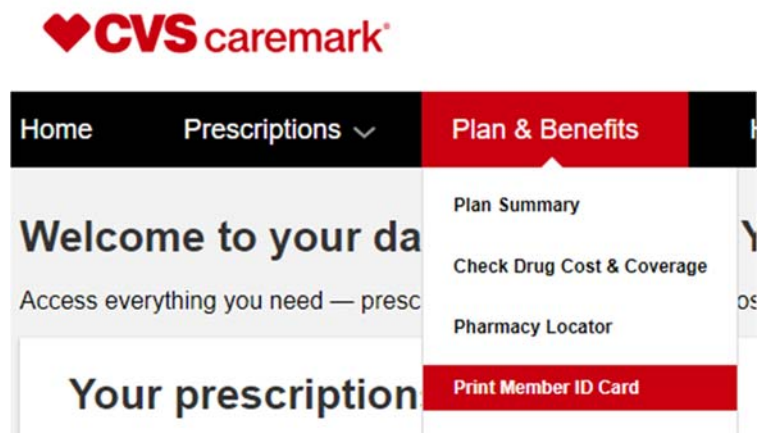 CVS caremark
Home Prescriptions Plan & Benefits
Plan Summary
Welcome to your da
Check Drug Cost & Coverage
Access everything you need — presc
Pharmacy Locator
Your prescription
Print Member ID Card